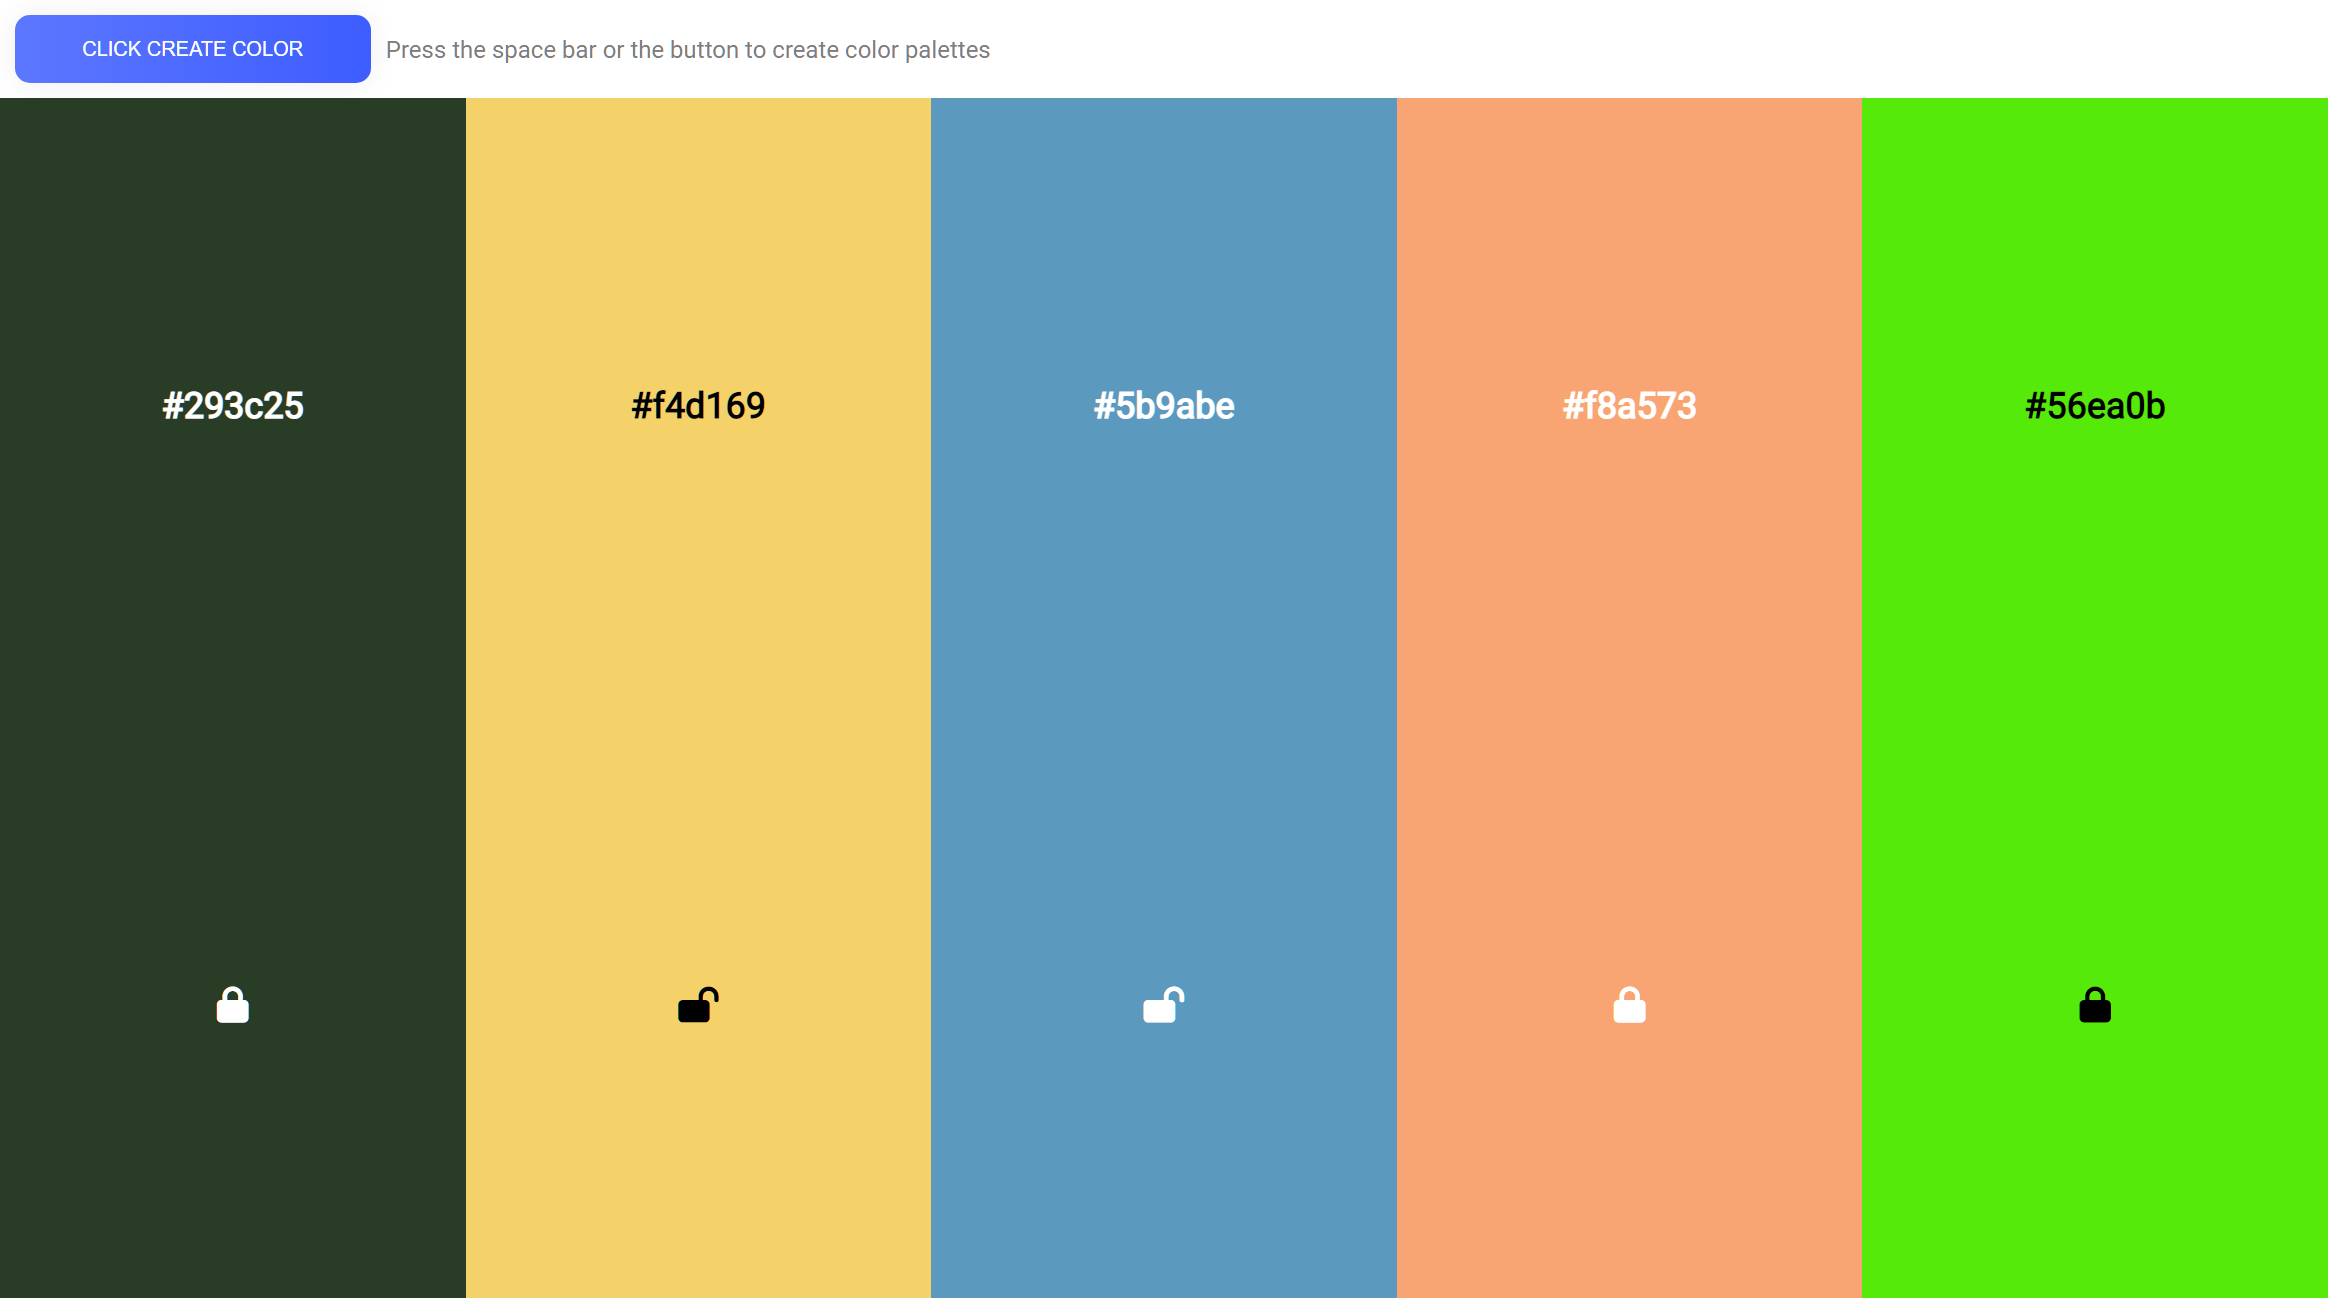 CLICK CREATE COLOR
Press the space bar or the button to create color palettes
#293c25
#f4d169
#5b9abe
#f8a573
#56ea0b